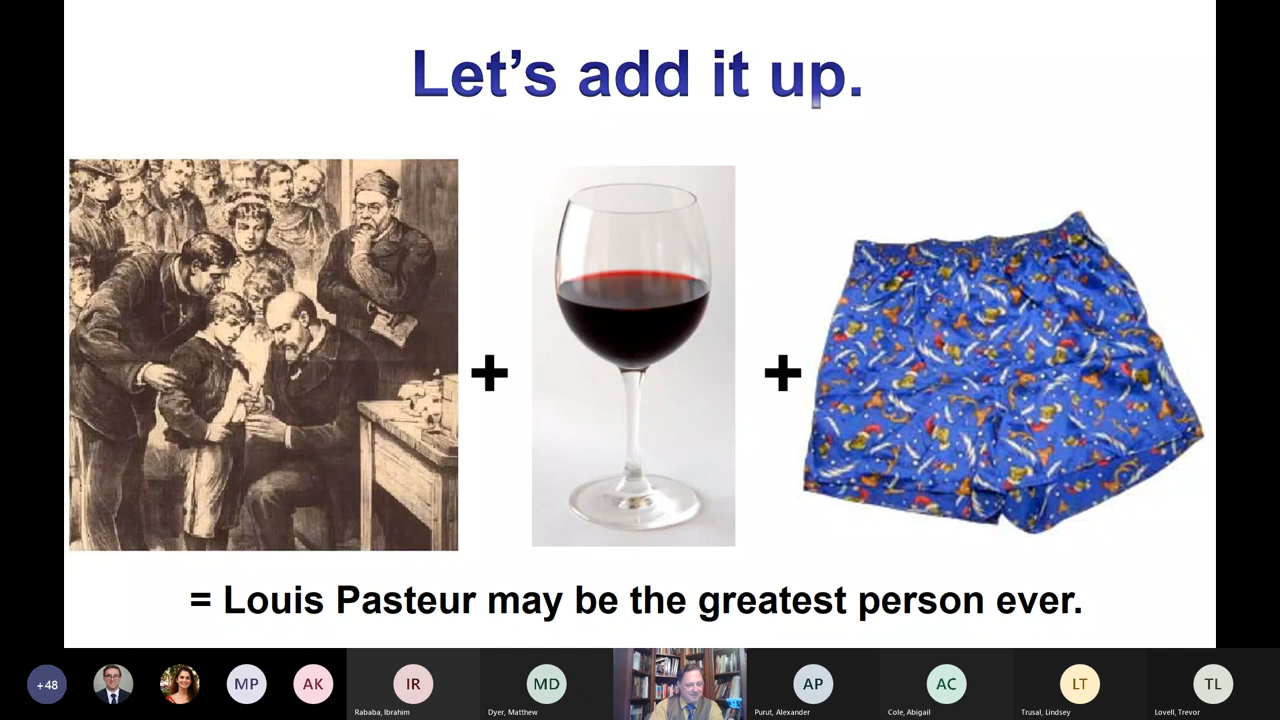 Let’s add it up.
+
+
= Louis Pasteur may be the greatest person ever.
+48
MP
AK
IR
MD
AP
AC
LT
TL
Rababa, Ibrahim
Dyer, Matthew
Purut, Alexander
Cole, Abigail
Trusal, Lindsey
Lovell, Trevor